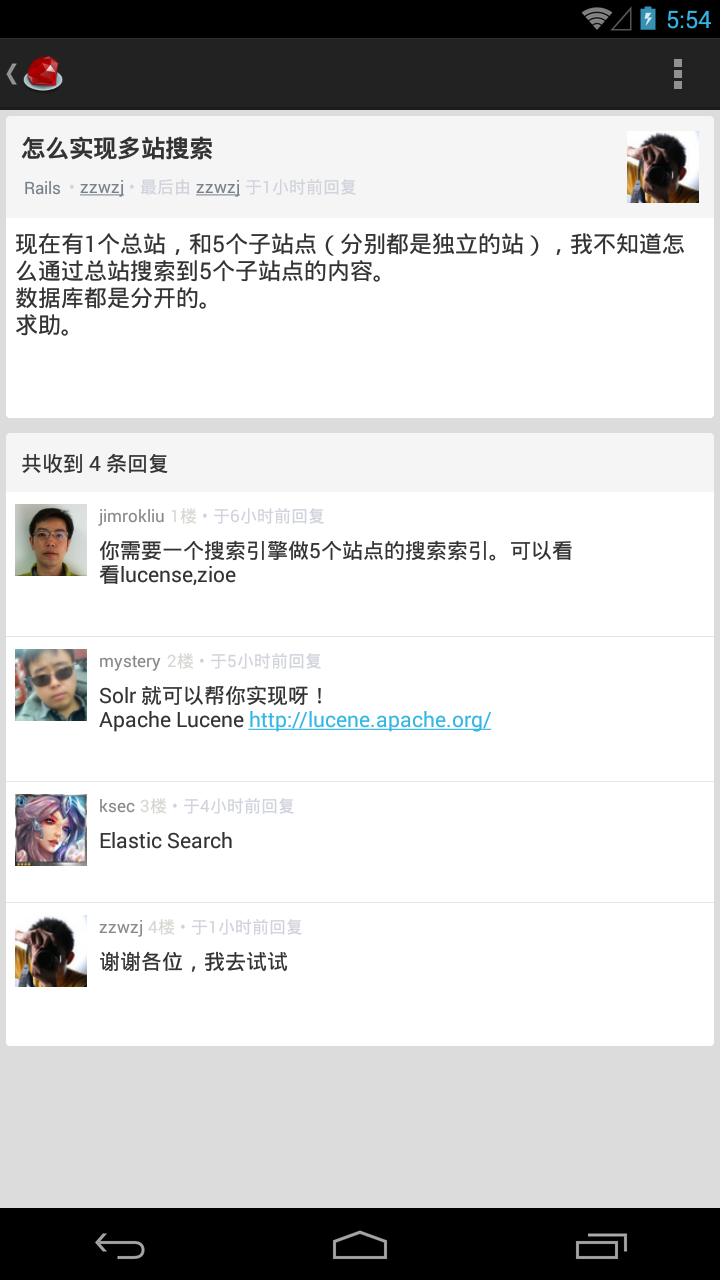 5:54
怎么实现多站搜索
Rails • zzwzj • 最后由 zzwzj 于1小时前回复
现在有1个总站，和5个子站点（分别都是独立的站），我不知道怎
么通过总站搜索到5个子站点的内容。
数据库都是分开的。
求助。
共收到 4 条回复
jimrokliu 1楼 • 于6小时前回复
你需要一个搜索引擎做5个站点的搜索索引。可以看
看lucense,zioe
mystery 2楼 • 于5小时前回复
Solr 就可以帮你实现呀！
Apache Lucene http://lucene.apache.org/
ksec 3楼 • 于4小时前回复
Elastic Search
zzwzj 4楼 • 于1小时前回复
谢谢各位，我去试试